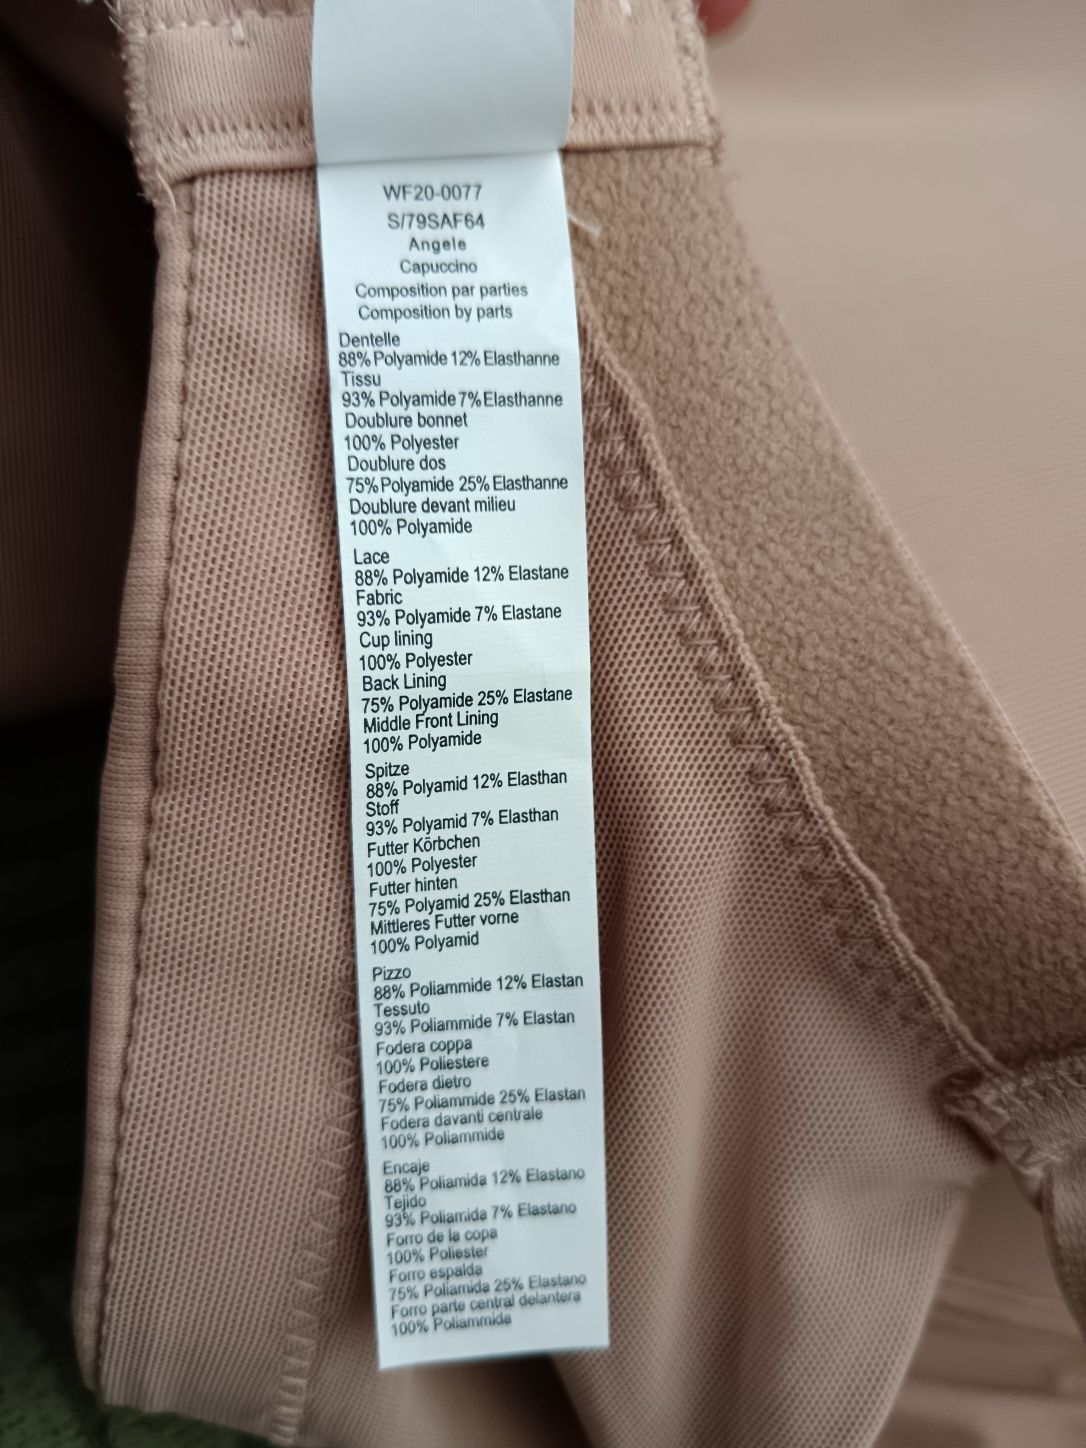 WF20-0077
S/79SAF64
Angele
Capuccino
Composition par parties
Composition by parts
Dentelle
88% Polyamide 12% Elasthanne
Tissu
93% Polyamide 7% Elasthanne
Doublure bonnet
100% Polyester
Doublure dos
75% Polyamide 25% Elasthanne
Doublure devant milieu
100% Polyamide
Lace
88% Polyamide 12% Elastane
Fabric
93% Polyamide 7% Elastane
Cup lining
100% Polyester
Back Lining
75% Polyamide 25% Elastane
Middle Front Lining
100% Polyamide
Spitze
88% Polyamid 12% Elasthan
Stoff
93% Polyamid 7% Elasthan
Futter Körbchen
100% Polyester
Futter hinten
75% Polyamid 25% Elasthan
Mittleres Futter vorne
100% Polyamid
Pizzo
88% Poliammide 12% Elastan
Tessuto
93% Poliammide 7% Elastan
Fodera coppa
100% Poliestere
Fodera dietro
75% Poliammide 25% Elastan
Fodera davanti centrale
100% Poliammide
Encaje
88% Poliamida 12% Elastano
Tejido
93% Poliamida 7% Elastano
Forro de la copa
100% Poliester
Forro espalda
75% Poliamida 25% Elastano
Forro parte central delantera
100% Poliammida